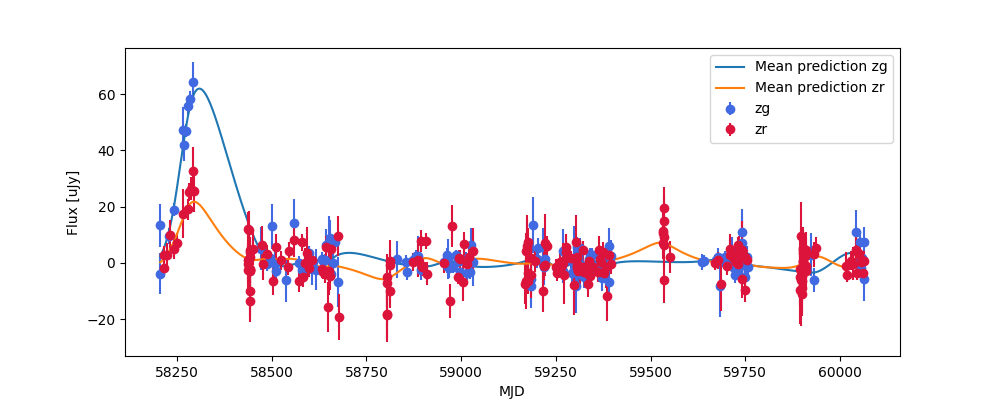 Mean prediction zg
Mean prediction zr
zg
zr
Flux [uJy]
60
40
20
0
−20
58250 58500 58750 59000 59250 59500 59750 60000
MJD